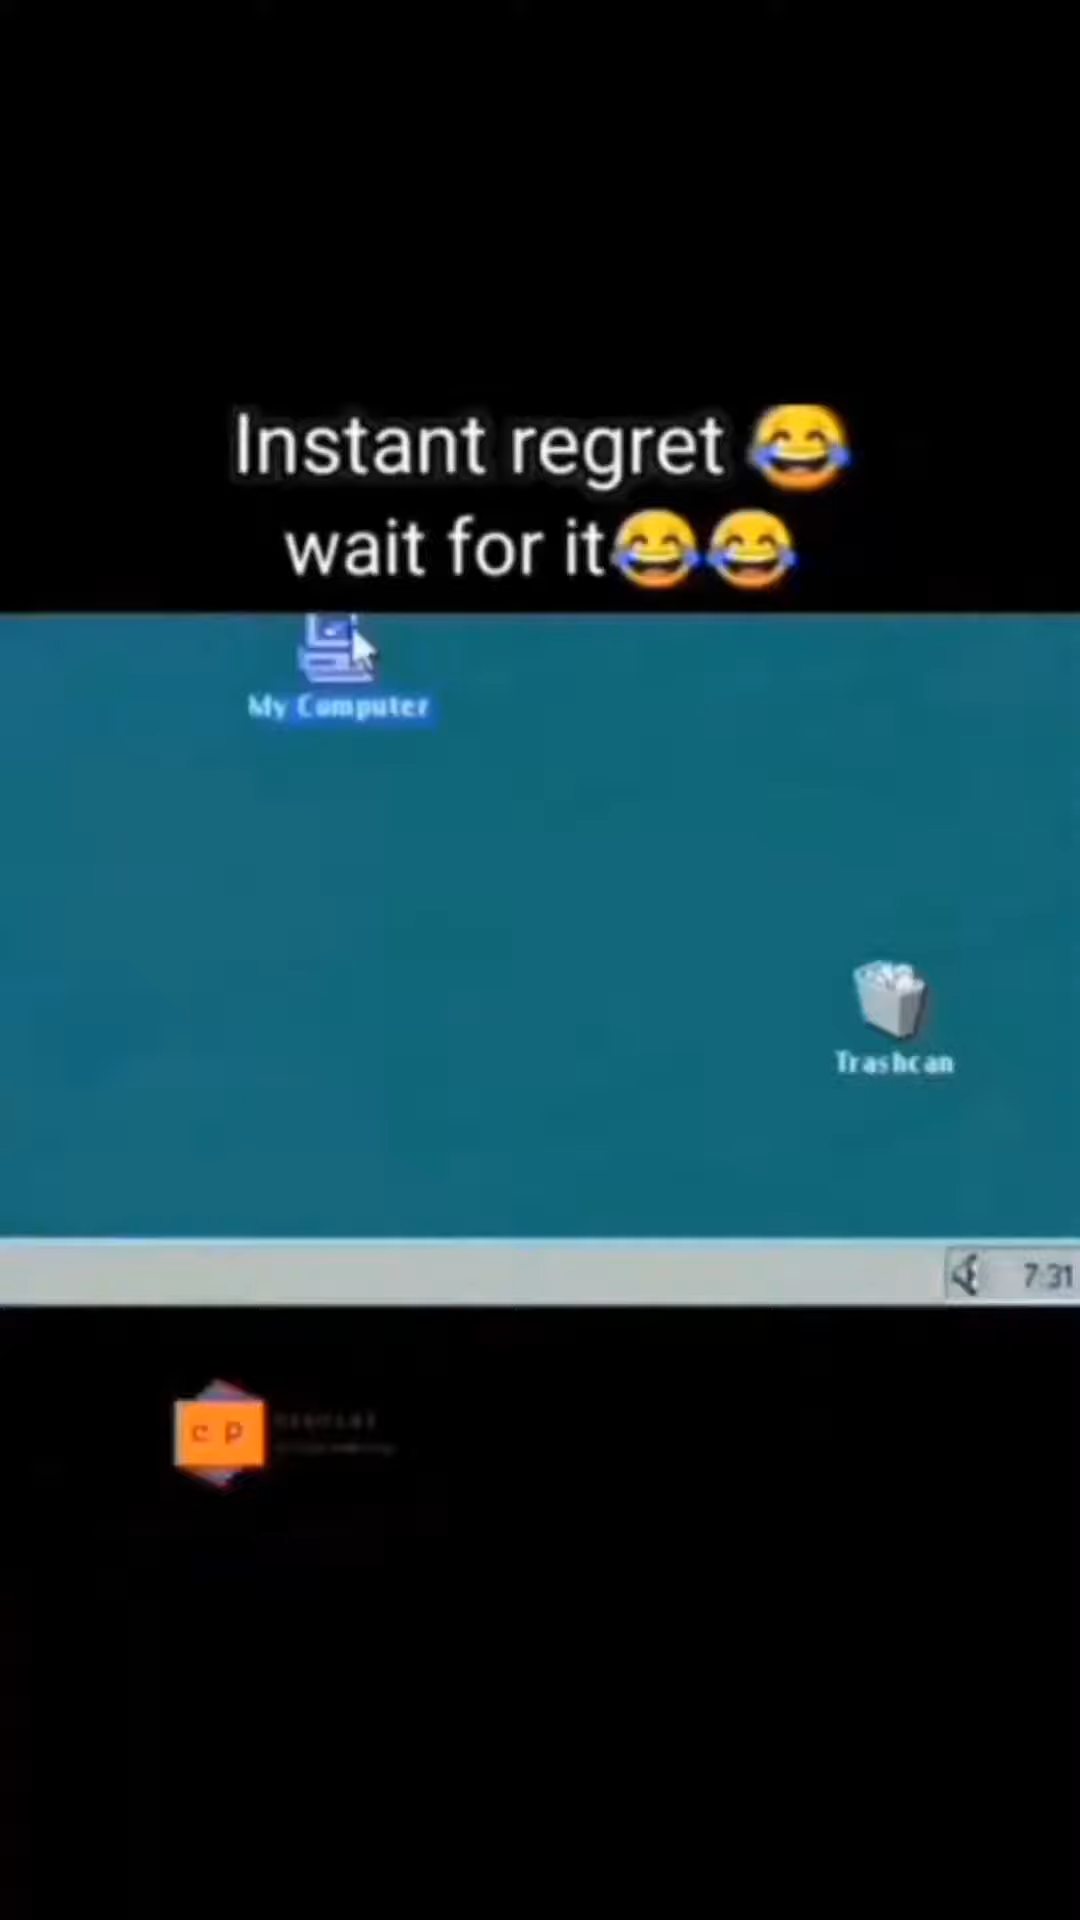 Instant regret 😂
wait for it😂😂
My Computer
Trashcan
7:31
C P